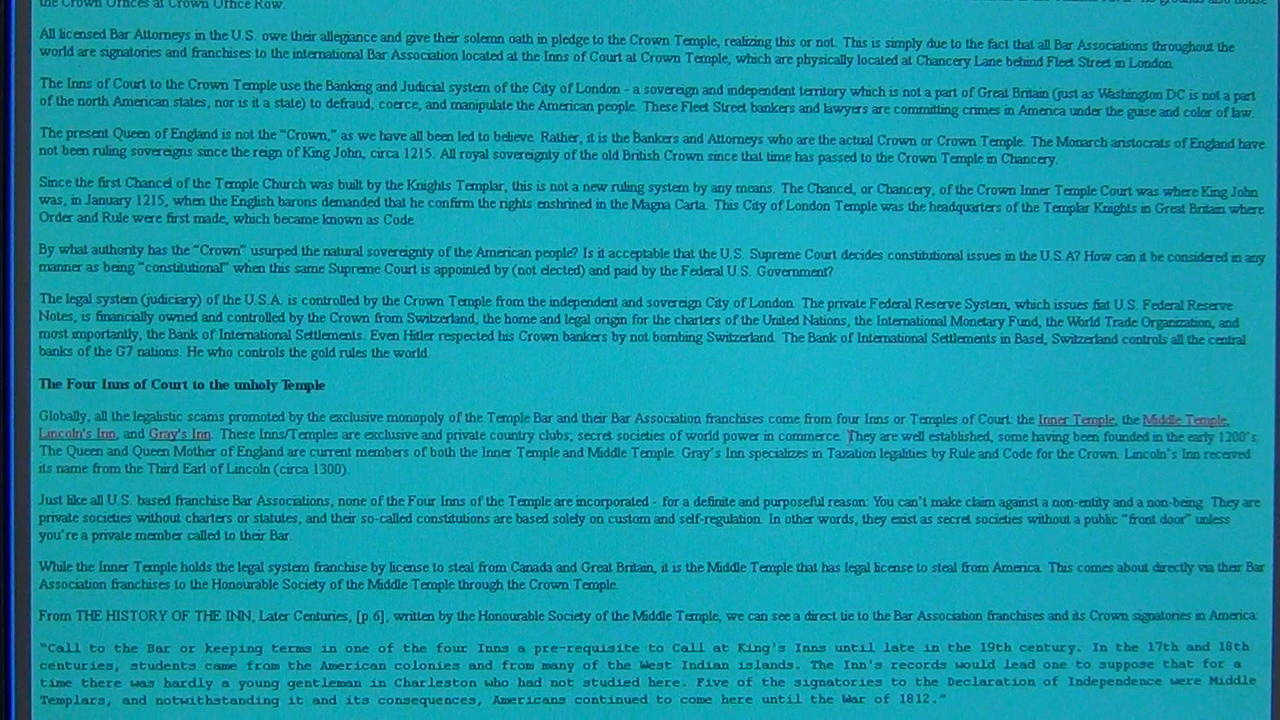 the Crown Offices at Crown Office Row.
All licensed Bar Attorneys in the U.S. owe their allegiance and give their solemn oath in pledge to the Crown Temple, realizing this or not. This is simply due to the fact that all Bar Associations throughout the
world are signatories and franchises to the international Bar Association located at the Inns of Court at Crown Temple, which are physically located at Chancery Lane behind Fleet Street in London.
The Inns of Court to the Crown Temple use the Banking and Judicial system of the City of London - a sovereign and independent territory which is not a part of Great Britain (just as Washington DC is not a part
of the north American states, nor is it a state) to defraud, coerce, and manipulate the American people. These Fleet Street bankers and lawyers are committing crimes in America under the guise and color of law.
The present Queen of England is not the “Crown,” as we have all been led to believe. Rather, it is the Bankers and Attorneys who are the actual Crown or Crown Temple. The Monarch aristocrats of England have
not been ruling sovereigns since the reign of King John, circa 1215. All royal sovereignty of the old British Crown since that time has passed to the Crown Temple in Chancery.
Since the first Chancel of the Temple Church was built by the Knights Templar, this is not a new ruling system by any means. The Chancel, or Chancery, of the Crown Inner Temple Court was where King John
was, in January 1215, when the English barons demanded that he confirm the rights enshrined in the Magna Carta. This City of London Temple was the headquarters of the Templar Knights in Great Britain where
Order and Rule were first made, which became known as Code.
By what authority has the “Crown” usurped the natural sovereignty of the American people? Is it acceptable that the U.S. Supreme Court decides constitutional issues in the U.S.A? How can it be considered in any
manner as being “constitutional” when this same Supreme Court is appointed by (not elected) and paid by the Federal U.S. Government?
The legal system (judiciary) of the U.S.A. is controlled by the Crown Temple from the independent and sovereign City of London. The private Federal Reserve System, which issues fiat U.S. Federal Reserve
Notes, is financially owned and controlled by the Crown from Switzerland, the home and legal origin for the charters of the United Nations, the International Monetary Fund, the World Trade Organization, and
most importantly, the Bank of International Settlements. Even Hitler respected his Crown bankers by not bombing Switzerland. The Bank of International Settlements in Basel, Switzerland controls all the central
banks of the G7 nations. He who controls the gold rules the world.
The Four Inns of Court to the unholy Temple
Globally, all the legalistic scams promoted by the exclusive monopoly of the Temple Bar and their Bar Association franchises come from four Inns or Temples of Court: the Inner Temple, the Middle Temple,
Lincoln's Inn, and Gray's Inn. These Inns/Temples are exclusive and private country clubs; secret societies of world power in commerce. They are well established, some having been founded in the early 1200's.
The Queen and Queen Mother of England are current members of both the Inner Temple and Middle Temple. Gray's Inn specializes in Taxation legalities by Rule and Code for the Crown. Lincoln's Inn received
its name from the Third Earl of Lincoln (circa 1300).
Just like all U.S. based franchise Bar Associations, none of the Four Inns of the Temple are incorporated - for a definite and purposeful reason: You can't make claim against a non-entity and a non-being. They are
private societies without charters or statutes, and their so-called constitutions are based solely on custom and self-regulation. In other words, they exist as secret societies without a public “front door” unless
you're a private member called to their Bar.
While the Inner Temple holds the legal system franchise by license to steal from Canada and Great Britain, it is the Middle Temple that has legal license to steal from America. This comes about directly via their Bar
Association franchises to the Honourable Society of the Middle Temple through the Crown Temple.
From THE HISTORY OF THE INN, Later Centuries, [p.6], written by the Honourable Society of the Middle Temple, we can see a direct tie to the Bar Association franchises and its Crown signatories in America:
"Call to the Bar or keeping terms in one of the four Inns a pre-requisite to Call at King's Inns until late in the 19th century. In the 17th and 18th
centuries, students came from the American colonies and from many of the West Indian islands. The Inn's records would lead one to suppose that for a
time there was hardly a young gentleman in Charleston who had not studied here. Five of the signatories to the Declaration of Independence were Middle
Templars, and notwithstanding it and its consequences, Americans continued to come here until the War of 1812."